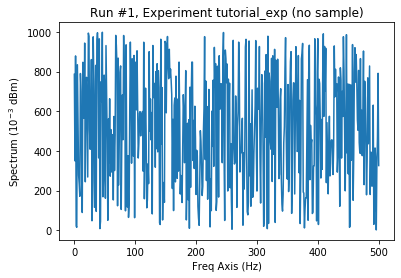 Run #1, Experiment tutorial_exp (no sample)
1000
800
600
400
200
0
Spectrum (10⁻³ dBm)
0 100 200 300 400 500
Freq Axis (Hz)